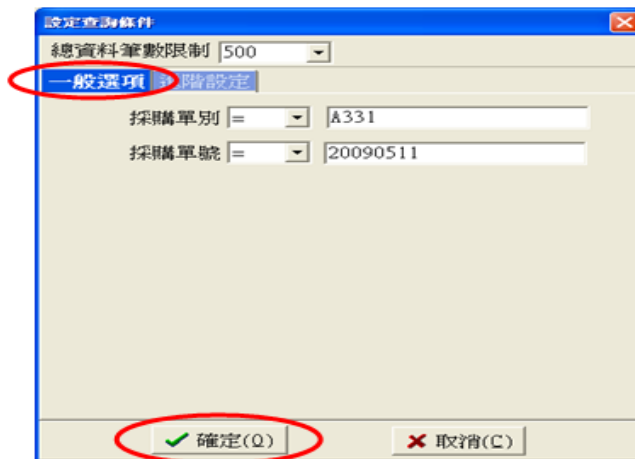 設定查詢條件
總資料筆數限制 500
一般選項 進階設定
採購單別 = A331
採購單號 = 20090511
確定(O) 取消(C)